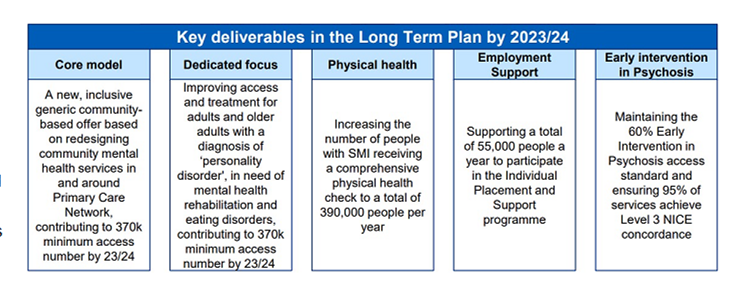 Key deliverables in the Long Term Plan by 2023/24
Core model
A new, inclusive
generic community-
based offer based
on redesigning
community mental
health services in
and around
Primary Care
Network,
contributing to 370k
minimum access
number by 23/24
Dedicated focus
Improving access
and treatment for
adults and older
adults with a
diagnosis of
'personality
disorder', in need of
mental health
rehabilitation and
eating disorders,
contributing to 370k
minimum access
number by 23/24
Physical health
Increasing the
number of people
with SMI receiving
a comprehensive
physical health
check to a total of
390,000 people per
year
Employment
Support
Supporting a total
of 55,000 people a
year to participate
in the Individual
Placement and
Support
programme
Early intervention
in Psychosis
Maintaining the
60% Early
Intervention in
Psychosis access
standard and
ensuring 95% of
services achieve
Level 3 NICE
concordance